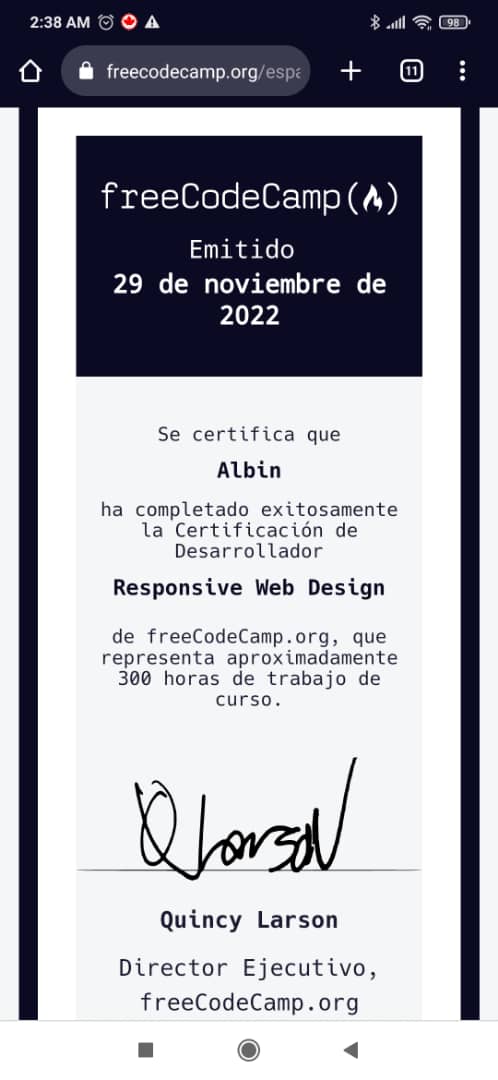 2:38 AM
98
freecodecamp.org/espa
11
freeCodeCamp
Emitido
29 de noviembre de
2022
Se certifica que
Albin
ha completado exitosamente
la Certificación de
Desarrollador
Responsive Web Design
de freeCodeCamp.org, que
representa aproximadamente
300 horas de trabajo de
curso.
Q Larson
Quincy Larson
Director Ejecutivo,
freeCodeCamp.org